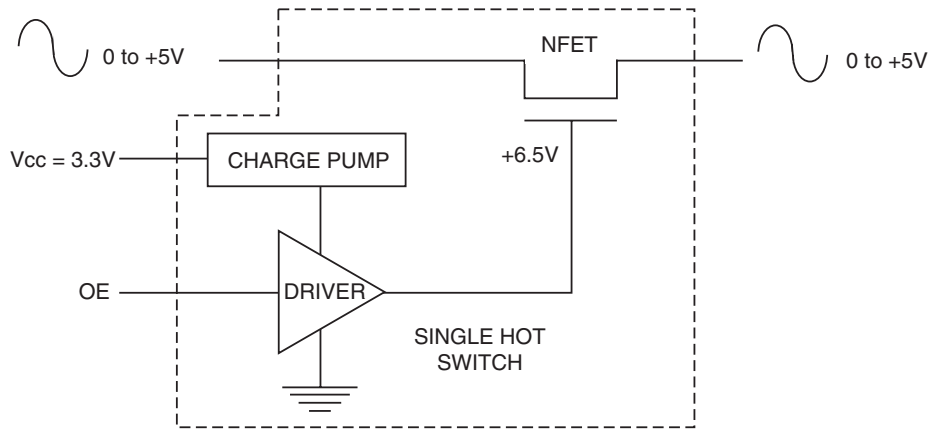 NFET
0 to +5V
0 to +5V
Vcc = 3.3V
CHARGE PUMP
+6.5V
OE
DRIVER
SINGLE HOT
SWITCH